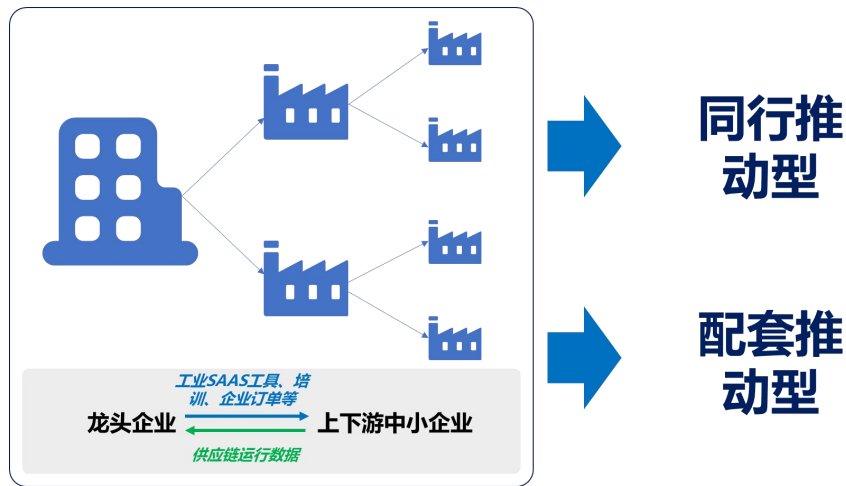 同行推
动型
配套推
动型
工业SAAS工具、培
训、企业订单等
龙头企业
上下游中小企业
供应链运行数据